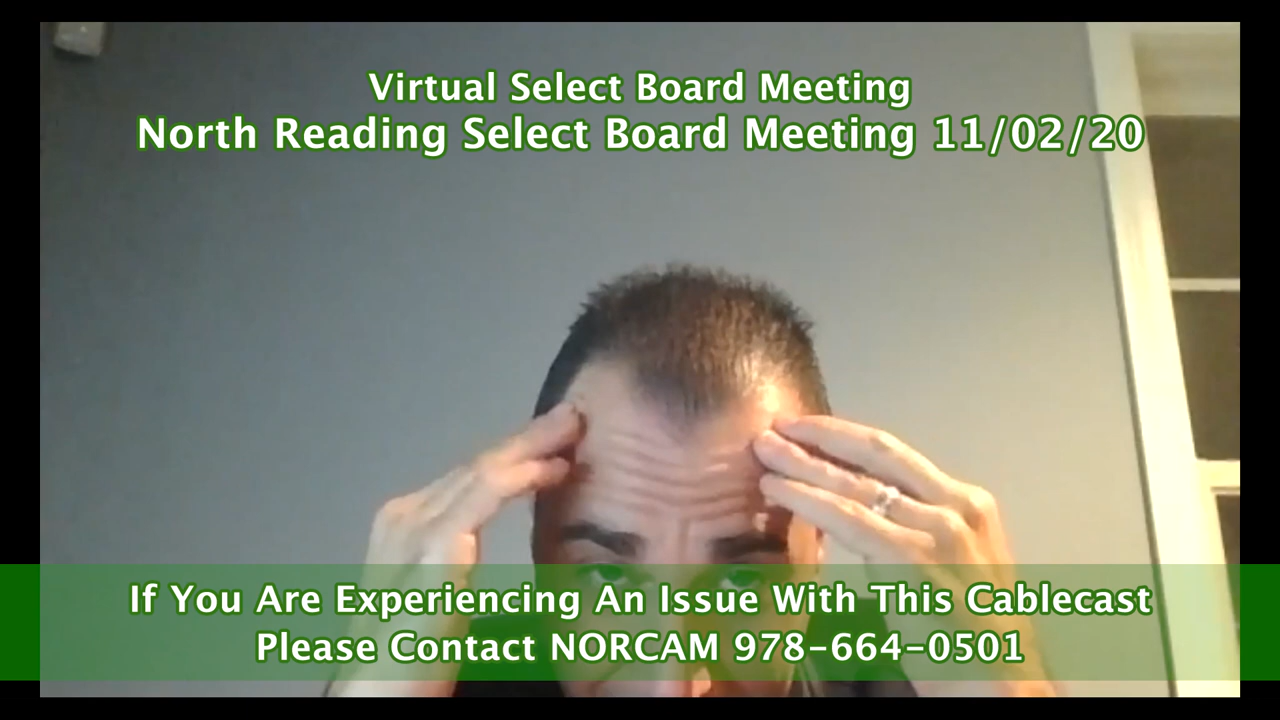 Virtual Select Board Meeting
North Reading Select Board Meeting 11/02/20
If You Are Experiencing An Issue With This Cablecast
Please Contact NORCAM 978-664-0501